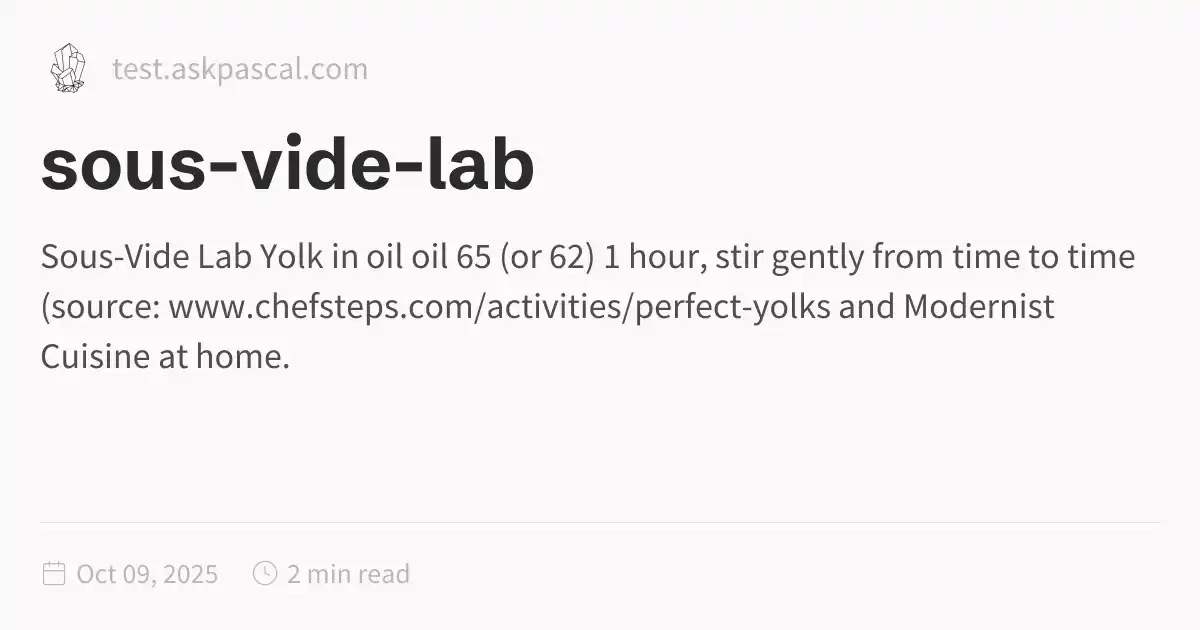 test.askpascal.com
sous-vide-lab
Sous-Vide Lab Yolk in oil oil 65 (or 62) 1 hour, stir gently from time to time
(source: www.chefsteps.com/activities/perfect-yolks and Modernist
Cuisine at home.
Oct 09, 2025 2 min read